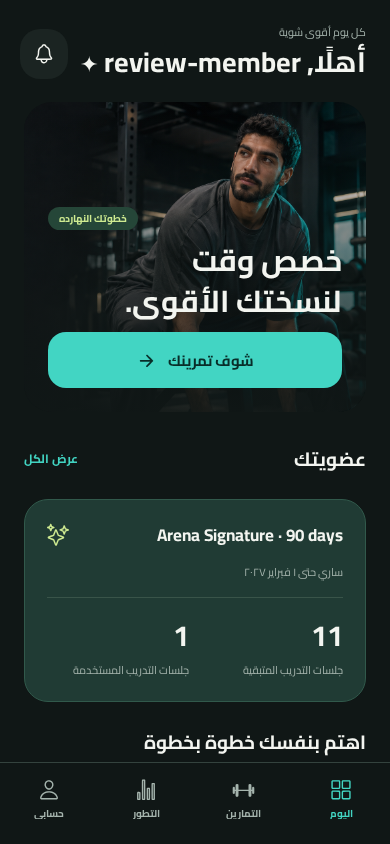 كل يوم أقوى شوية
أهلًا, review-member ✦
خطوتك النهارده
خصص وقت
لنسختك الأقوى.
شوف تمرينك
عضويتك
عرض الكل
Arena Signature · 90 days
ساري حتى ١ فبراير ٢٠٢٧
11
جلسات التدريب المتبقية
1
جلسات التدريب المستخدمة
اهتم بنفسك خطوة بخطوة
اليوم
التمارين
التطور
حسابي